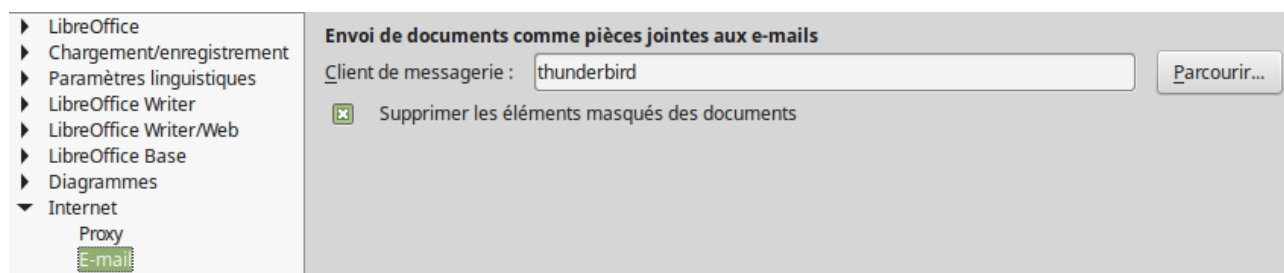 LibreOffice
Chargement/enregistrement
Paramètres linguistiques
LibreOffice Writer
LibreOffice Writer/Web
LibreOffice Base
Diagrammes
Internet
Proxy
E-mail
Envoi de documents comme pièces jointes aux e-mails
Client de messagerie : thunderbird Parcourir...
Supprimer les éléments masqués des documents